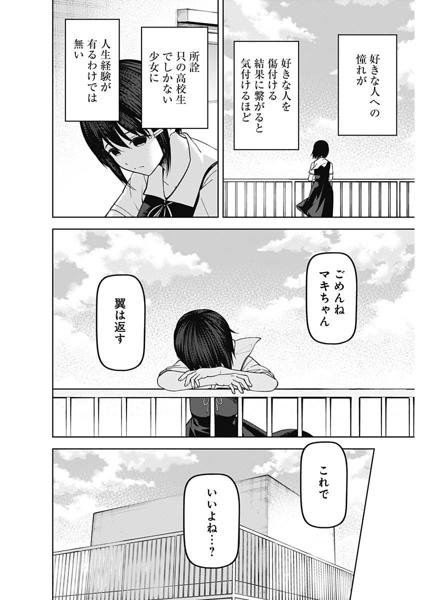 好きな人への
憧れが
好きな人を
傷付ける
結果に繋がると
気付けるほど
所詮
只の高校生
でしかない
少女に
人生経験が
有るわけでは
無い
ごめんね
マキちゃん
翼は返す
これで
いいよね…?